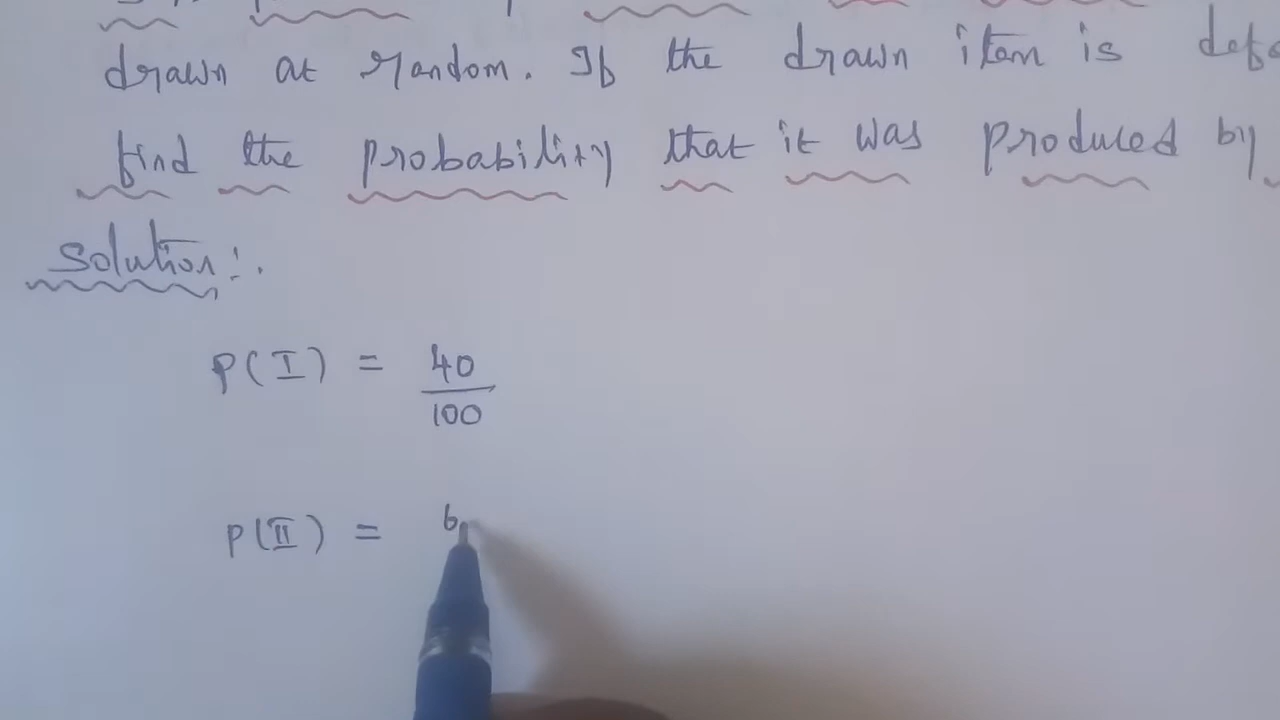 drawn at random. If the drawn item is
find the probability that it was produced by
Solution:.
P(I) = 40
100
P(II) = 6